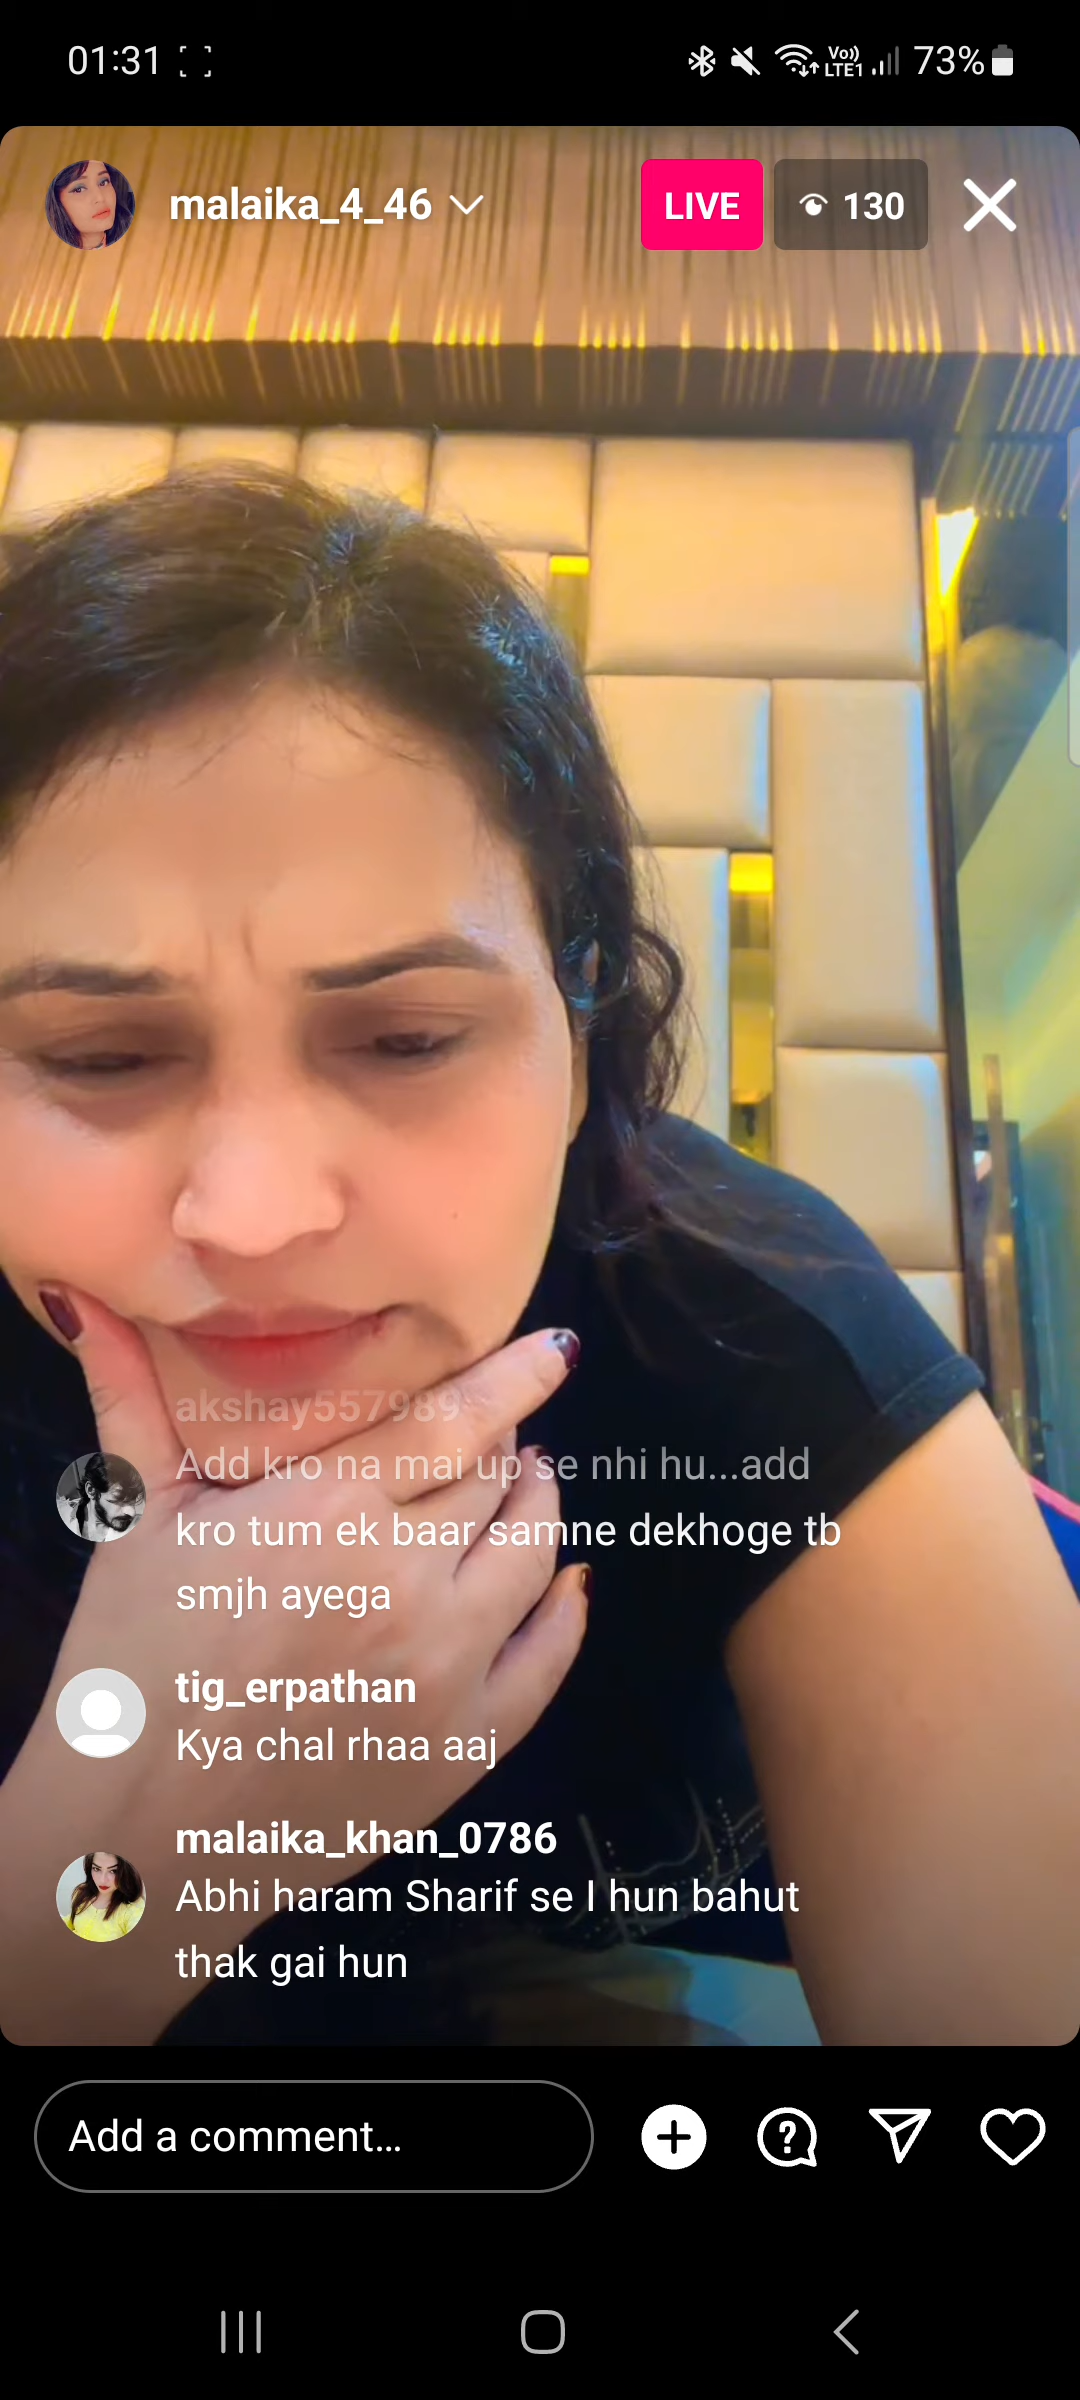 01:31
Vo)) LTE1 73%
malaika_4_46 LIVE 130
akshay557989
Add kro na mai up se nhi hu...add
kro tum ek baar samne dekhoge tb
smjh ayega
tig_erpathan
Kya chal rhaa aaj
malaika_khan_0786
Abhi haram Sharif se I hun bahut
thak gai hun
Add a comment...